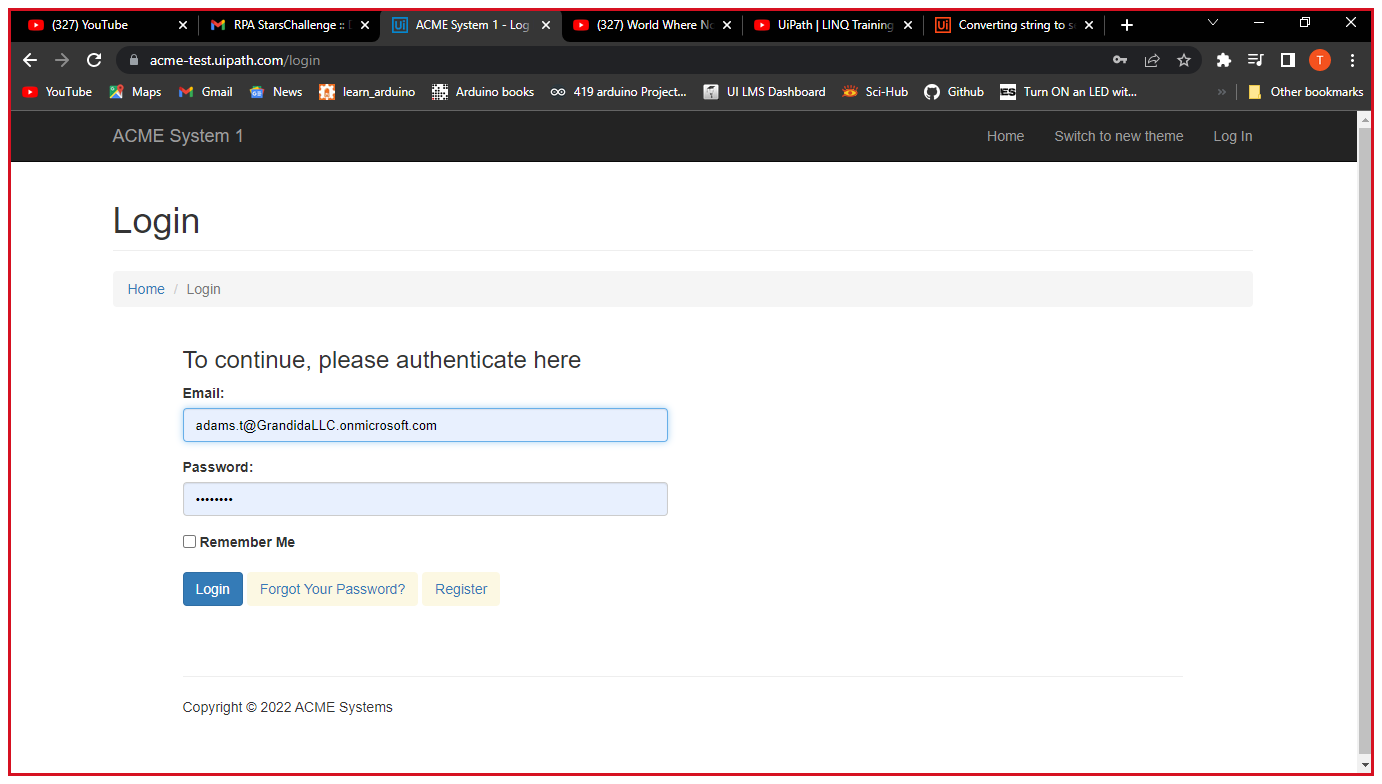 (327) YouTube
RPA StarsChallenge ::
ACME System 1 - Log
(327) World Where No
UiPath | LINQ Training
Converting string to s
acme-test.uipath.com/login
T
YouTube
Maps
Gmail
News
learn_arduino
Arduino books
419 arduino Project...
UI LMS Dashboard
Sci-Hub
Github
Turn ON an LED wit...
»
Other bookmarks
ACME System 1
Home
Switch to new theme
Log In
Login
Home / Login
To continue, please authenticate here
Email:
adams.t@GrandidaLLC.onmicrosoft.com
Password:
••••••••
Remember Me
Login
Forgot Your Password?
Register
Copyright © 2022 ACME Systems